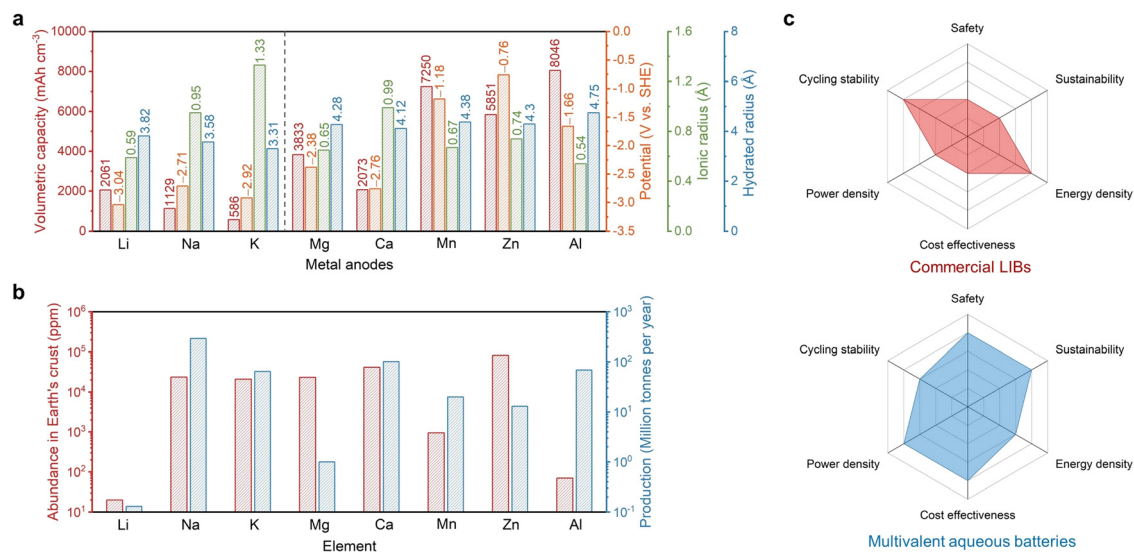 a
Volumetric capacity (mAh cm⁻³)
10000
8000
6000
4000
2000
0
2061
−3.04
0.59
3.82
1129
−2.71
0.95
3.58
586
−2.92
1.33
3.31
3833
−2.38
0.65
4.28
2073
−2.76
0.99
4.12
7250
−1.18
0.67
4.38
5851
−0.76
0.74
4.3
8046
−1.66
0.54
4.75
Li Na K Mg Ca Mn Zn Al
Metal anodes
0.0
-0.5
-1.0
-1.5
-2.0
-2.5
-3.0
-3.5
Potential (V vs. SHE)
1.6
1.2
0.8
0.4
0.0
Ionic radius (Å)
8
6
4
2
0
Hydrated radius (Å)
b
Abundance in Earth's crust (ppm)
10⁶
10⁵
10⁴
10³
10²
10¹
Li Na K Mg Ca Mn Zn Al
Element
10³
10²
10¹
10⁰
10⁻¹
Production (Million tonnes per year)
c
Safety
Cycling stability
Sustainability
Power density
Energy density
Cost effectiveness
Commercial LIBs
Safety
Cycling stability
Sustainability
Power density
Energy density
Cost effectiveness
Multivalent aqueous batteries